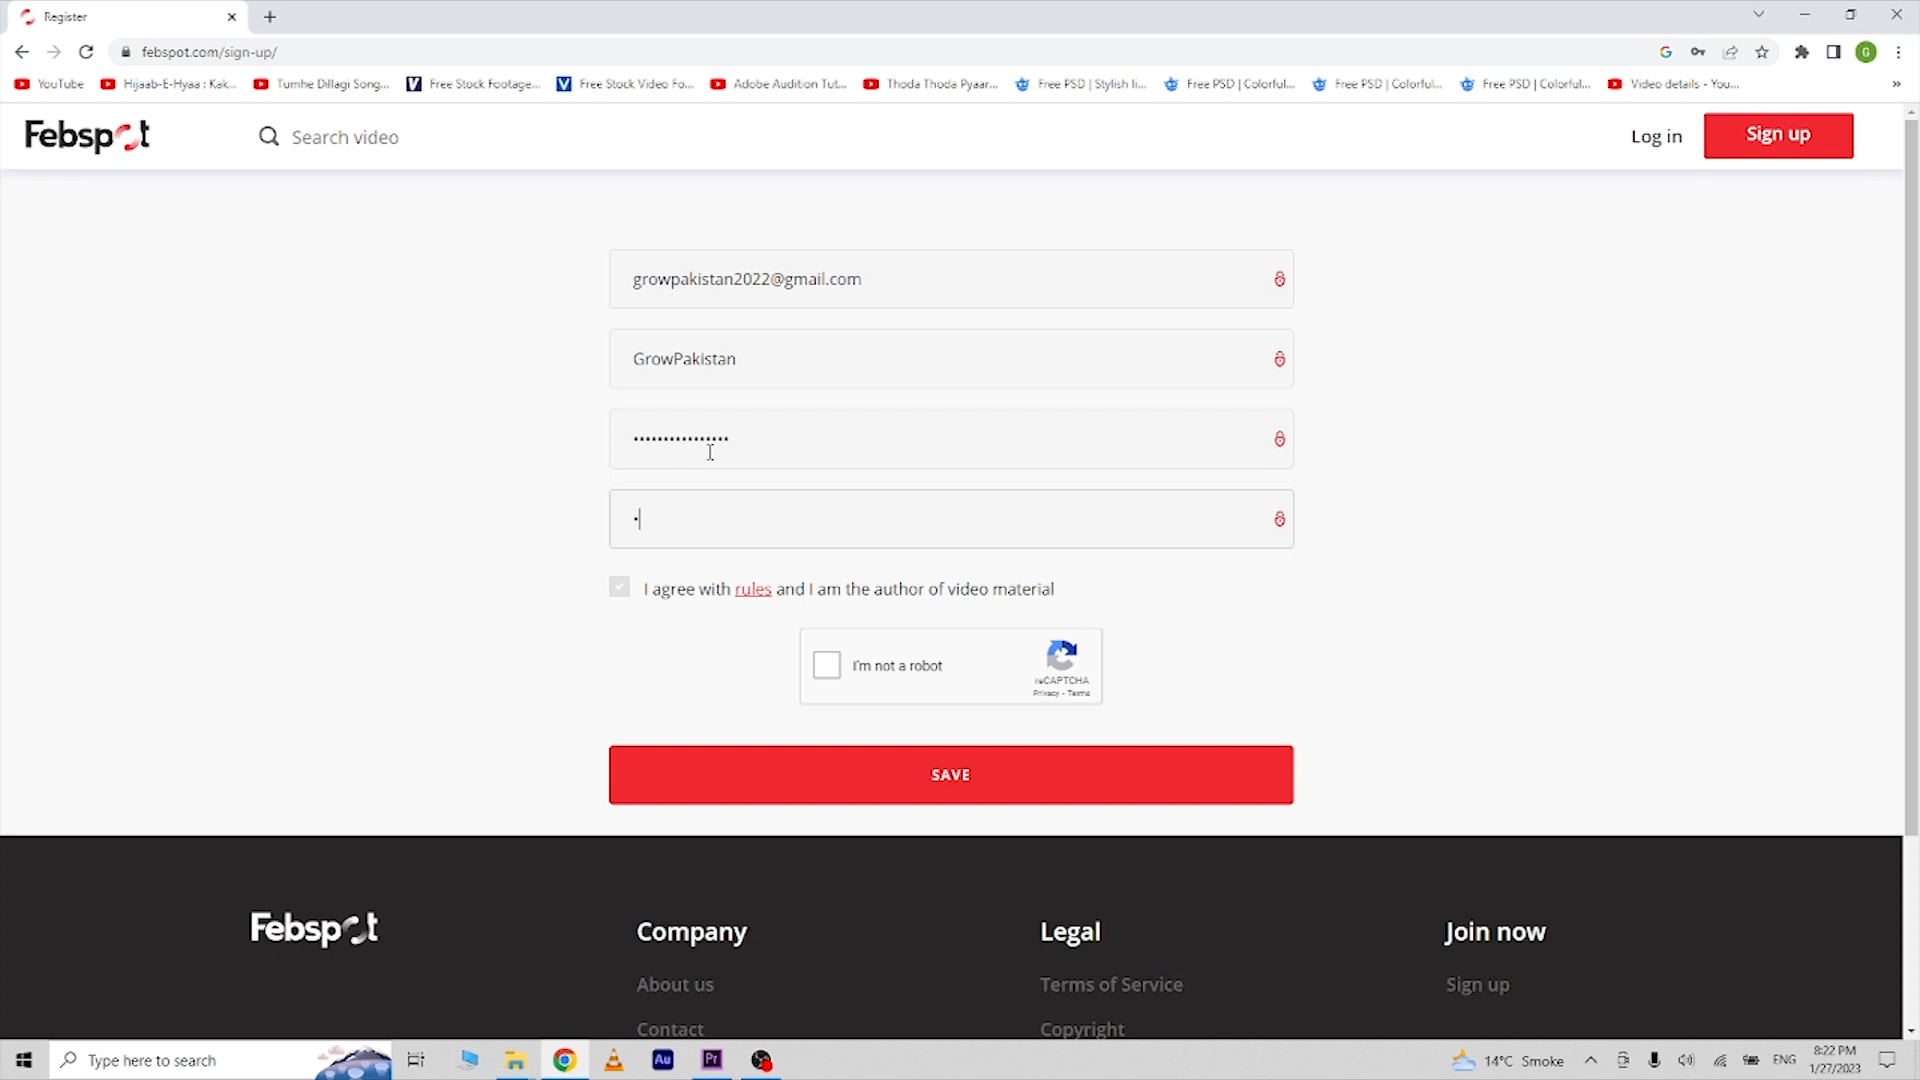 Register
febspot.com/sign-up/
G
YouTube
Hijaab-E-Hyaa : Kak...
Tumhe Dillagi Song...
Free Stock Footage...
Free Stock Video Fo...
Adobe Audition Tut...
Thoda Thoda Pyaar...
Free PSD | Stylish li...
Free PSD | Colorful...
Free PSD | Colorful...
Free PSD | Colorful...
Video details - You...
»
Febspot
Search video
Log in
Sign up
growpakistan2022@gmail.com
GrowPakistan
I agree with rules and I am the author of video material
I'm not a robot
reCAPTCHA
Privacy - Terms
SAVE
Febspot
Company
Legal
Join now
About us
Terms of Service
Sign up
Contact
Copyright
Type here to search
Au
Pr
14°C Smoke
ENG
8:22 PM
1/27/2023